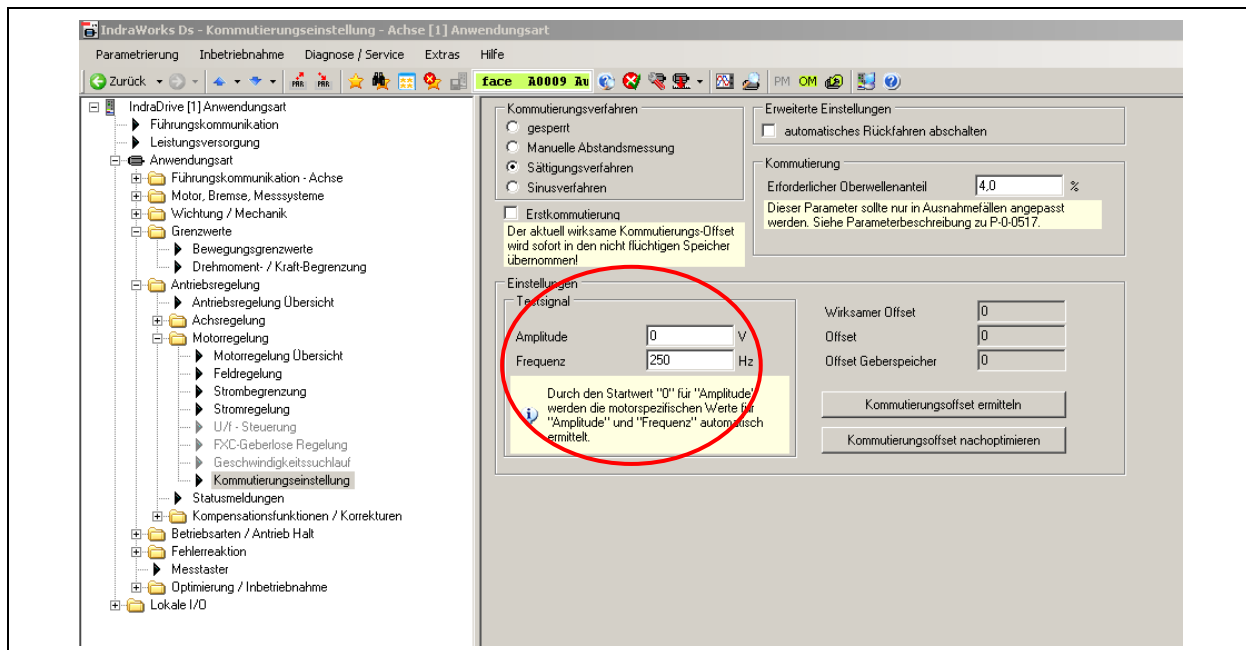 IndraWorks Ds - Kommutierungseinstellung - Achse [1] Anwendungsart
Parametrierung Inbetriebnahme Diagnose / Service Extras Hilfe
Zurück PAR PAR face A0009 Au PM OM
IndraDrive [1] Anwendungsart
Führungskommunikation
Leistungsversorgung
Anwendungsart
Führungskommunikation - Achse
Motor, Bremse, Messsysteme
Wichtung / Mechanik
Grenzwerte
Bewegungsgrenzwerte
Drehmoment- / Kraft-Begrenzung
Antriebsregelung
Antriebsregelung Übersicht
Achsregelung
Motorregelung
Motorregelung Übersicht
Feldregelung
Strombegrenzung
Stromregelung
U/f - Steuerung
FXC-Geberlose Regelung
Geschwindigkeitssuchlauf
Kommutierungseinstellung
Statusmeldungen
Kompensationsfunktionen / Korrekturen
Betriebsarten / Antrieb Halt
Fehlerreaktion
Messtaster
Optimierung / Inbetriebnahme
Lokale I/O
Kommutierungsverfahren
gesperrt
Manuelle Abstandsmessung
Sättigungsverfahren
Sinusverfahren
Erstkommutierung
Der aktuell wirksame Kommutierungs-Offset
wird sofort in den nicht flüchtigen Speicher
übernommen!
Erweiterte Einstellungen
automatisches Rückfahren abschalten
Kommutierung
Erforderlicher Oberwellenanteil 4,0 %
Dieser Parameter sollte nur in Ausnahmefällen angepasst
werden. Siehe Parameterbeschreibung zu P-0-0517.
Einstellungen
Testsignal
Amplitude 0 V
Frequenz 250 Hz
Durch den Startwert "0" für "Amplitude"
werden die motorspezifischen Werte für
"Amplitude" und "Frequenz" automatisch
ermittelt.
Wirksamer Offset 0
Offset 0
Offset Geberspeicher 0
Kommutierungsoffset ermitteln
Kommutierungsoffset nachoptimieren